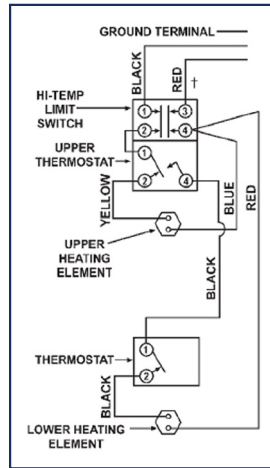 GROUND TERMINAL
BLACK
RED
†
HI-TEMP
LIMIT
SWITCH
1
3
2
4
UPPER
THERMOSTAT
1
2
4
YELLOW
BLUE
RED
UPPER
HEATING
ELEMENT
BLACK
THERMOSTAT
1
2
BLACK
LOWER HEATING
ELEMENT